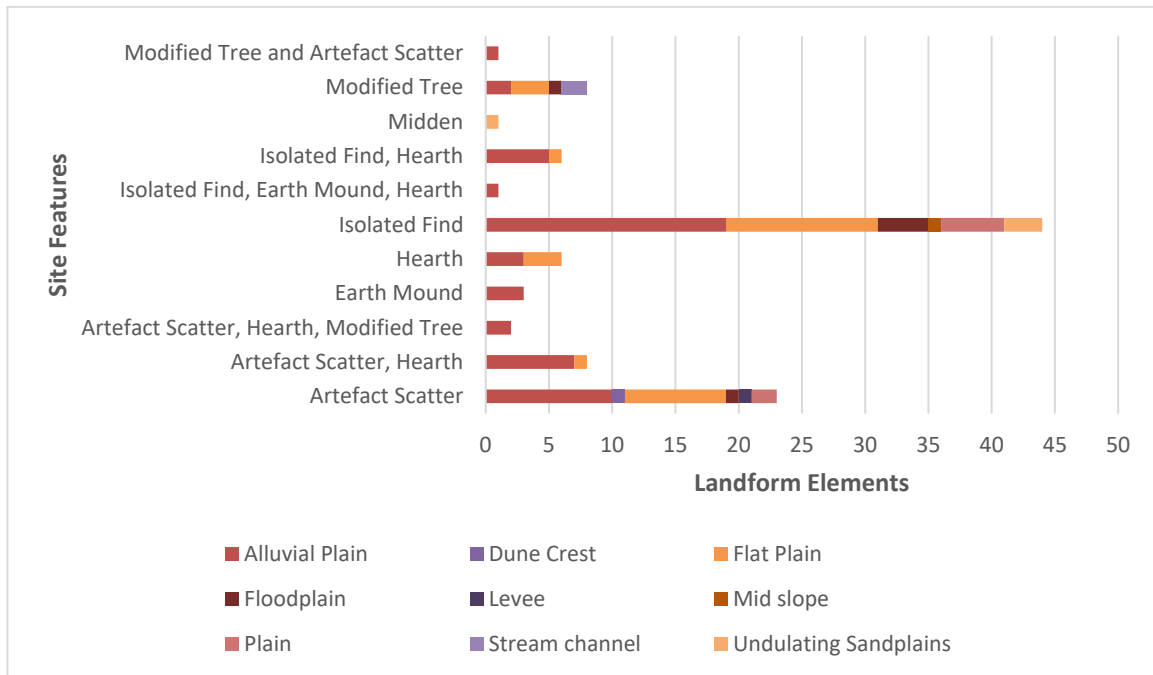 Modified Tree and Artefact Scatter
Modified Tree
Midden
Isolated Find, Hearth
Isolated Find, Earth Mound, Hearth
Isolated Find
Hearth
Earth Mound
Artefact Scatter, Hearth, Modified Tree
Artefact Scatter, Hearth
Artefact Scatter
Site Features
0 5 10 15 20 25 30 35 40 45 50
Landform Elements
Alluvial Plain Dune Crest Flat Plain
Floodplain Levee Mid slope
Plain Stream channel Undulating Sandplains